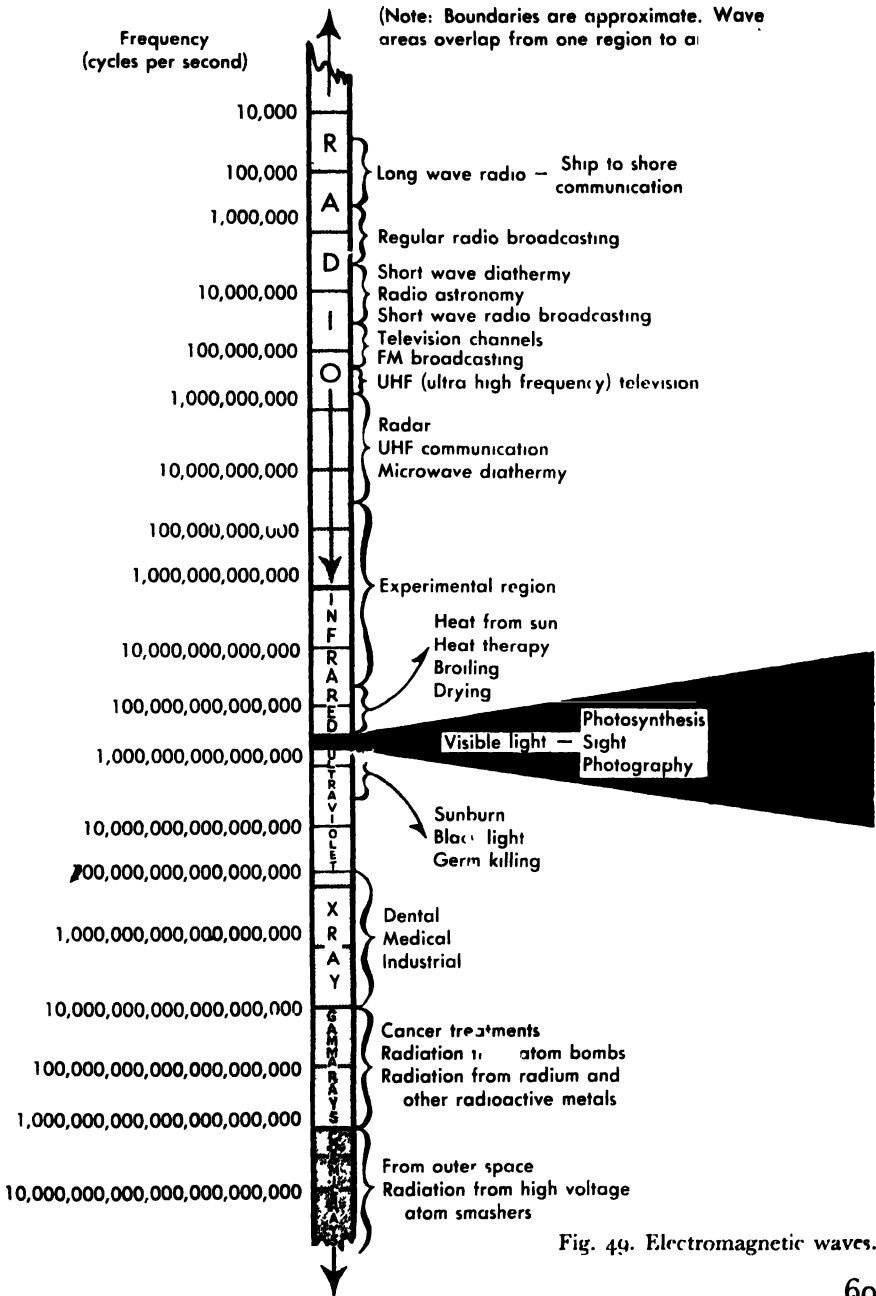 (Note: Boundaries are approximate. Wave
areas overlap from one region to
Frequency
(cycles per second)
10,000
100,000
1,000,000
10,000,000
100,000,000
1,000,000,000
10,000,000,000
100,000,000,000
1,000,000,000,000
10,000,000,000,000
100,000,000,000,000
1,000,000,000,000,000
10,000,000,000,000,000
100,000,000,000,000,000
1,000,000,000,000,000,000
10,000,000,000,000,000,000
100,000,000,000,000,000,000
1,000,000,000,000,000,000,000
10,000,000,000,000,000,000,000
RADIO
INFRARED
ULTRAVIOLET
X RAY
GAMMA RAYS
COSMIC RAYS
Long wave radio – Ship to shore
communication
Regular radio broadcasting
Short wave diathermy
Radio astronomy
Short wave radio broadcasting
Television channels
FM broadcasting
UHF (ultra high frequency) television
Radar
UHF communication
Microwave diathermy
Experimental region
Heat from sun
Heat therapy
Broiling
Drying
Photosynthesis
Visible light – Sight
Photography
Sunburn
Black light
Germ killing
Dental
Medical
Industrial
Cancer treatments
Radiation atom bombs
Radiation from radium and
other radioactive metals
From outer space
Radiation from high voltage
atom smashers
Fig. 49. Electromagnetic waves.